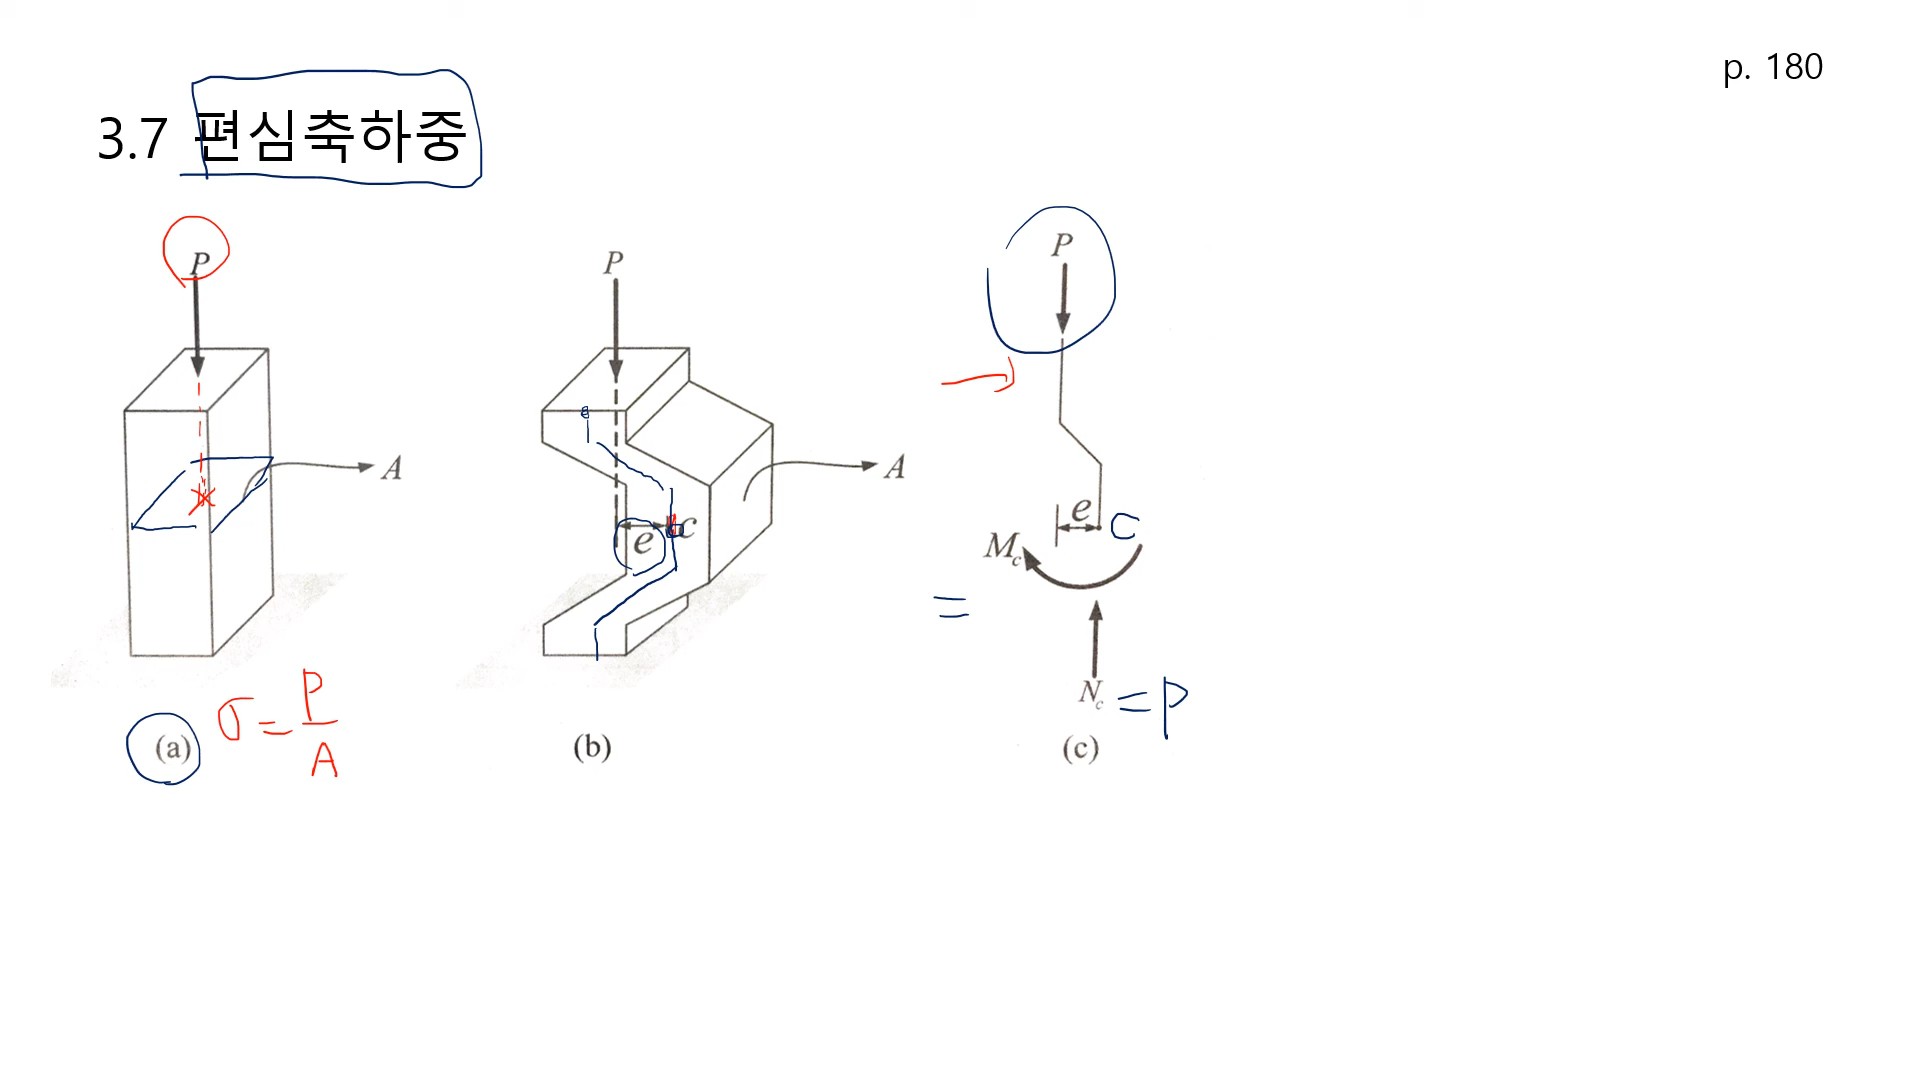 p. 180
3.7 편심축하중
P
A
(a)
σ = P/A
P
A
e
c
(b)
P
e
C
=
M_c
N_c = P
(c)